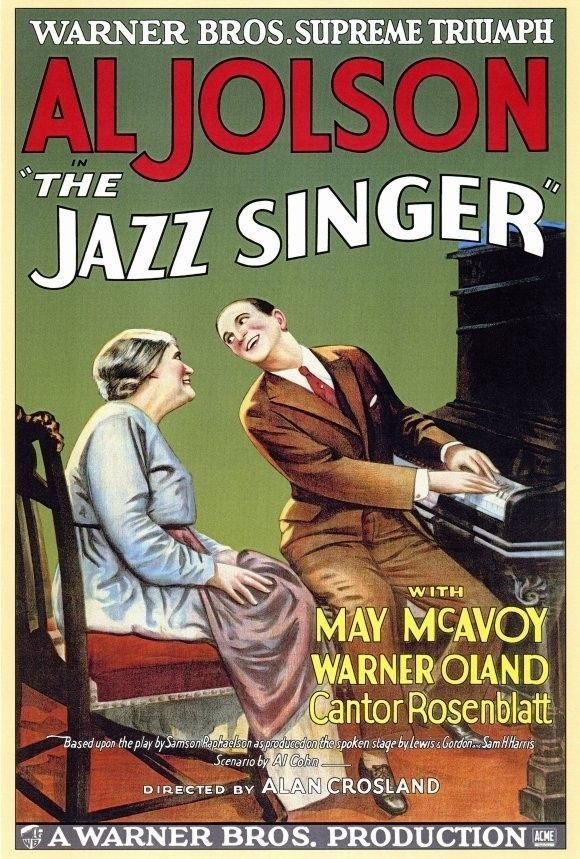 WARNER BROS. SUPREME TRIUMPH
AL JOLSON
IN
"THE
JAZZ SINGER"
WITH
MAY McAVOY
WARNER OLAND
Cantor Rosenblatt
Based upon the play by Samson Raphaelson as produced on the spoken stage by Lewis & Gordon and Sam H Harris
Scenario by Al Cohn
DIRECTED BY ALAN CROSLAND
A WARNER BROS. PRODUCTION
ACME